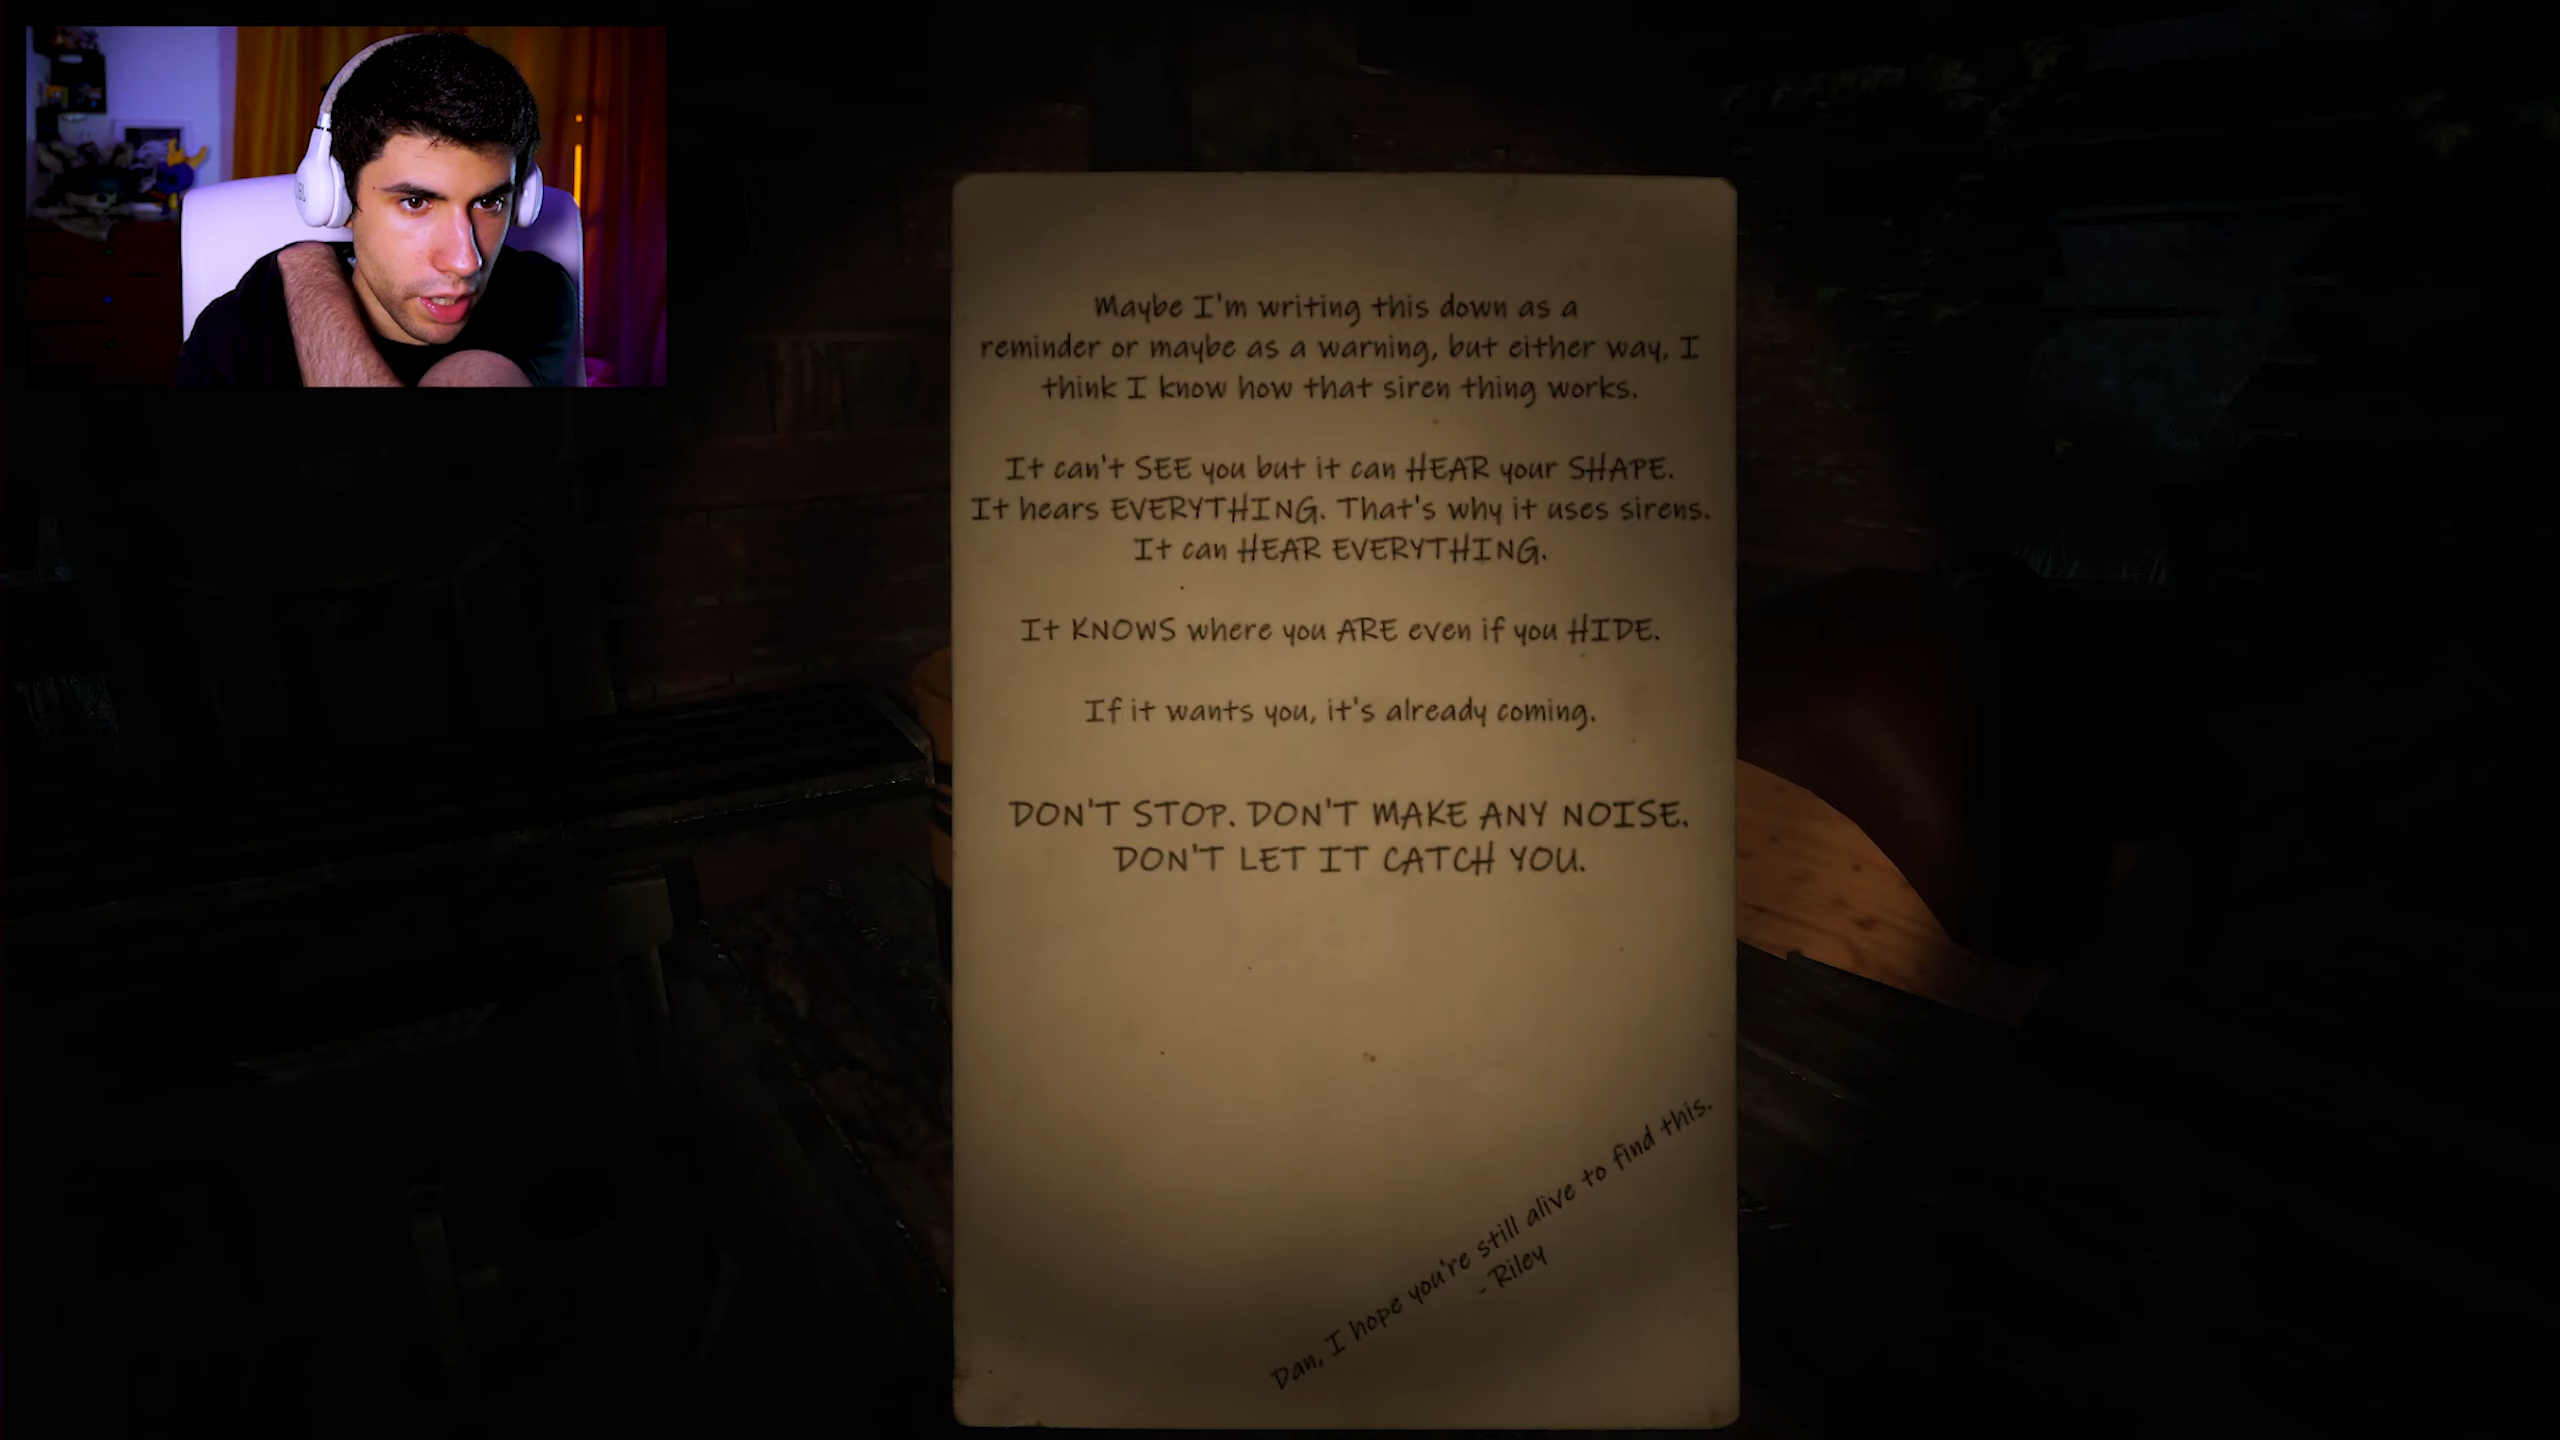 Maybe I'm writing this down as a
reminder or maybe as a warning, but either way, I
think I know how that siren thing works.
It can't SEE you but it can HEAR your SHAPE.
It hears EVERYTHING. That's why it uses sirens.
It can HEAR EVERYTHING.
It KNOWS where you ARE even if you HIDE.
If it wants you, it's already coming.
DON'T STOP. DON'T MAKE ANY NOISE.
DON'T LET IT CATCH YOU.
Dan, I hope you're still alive to find this.
- Riley